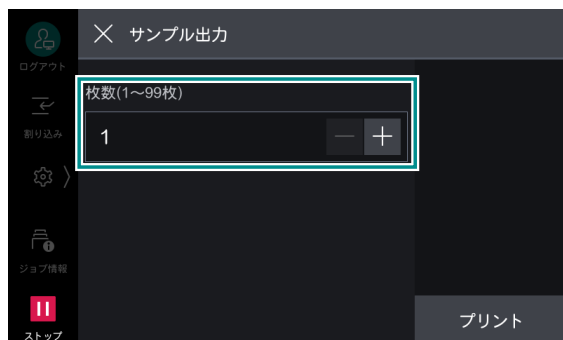 サンプル出力
ログアウト
枚数(1~99枚)
1
割り込み
ジョブ情報
ストップ
プリント